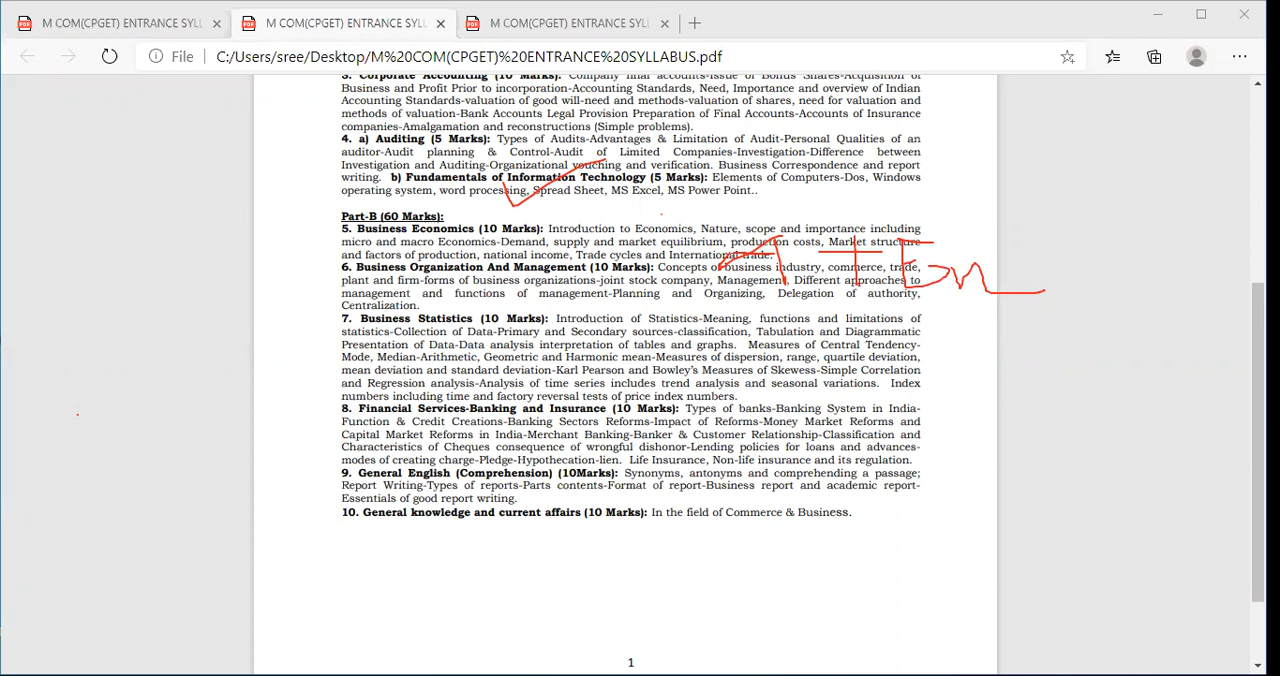 M COM(CPGET) ENTRANCE SYLL
M COM(CPGET) ENTRANCE SYLL
M COM(CPGET) ENTRANCE SYLL
File
C:/Users/sree/Desktop/M%20COM(CPGET)%20ENTRANCE%20SYLLABUS.pdf
3. Corporate Accounting (10 Marks): Company final accounts-Issue of Bonus Shares-Acquisition of
Business and Profit Prior to incorporation-Accounting Standards, Need, Importance and overview of Indian
Accounting Standards-valuation of good will-need and methods-valuation of shares, need for valuation and
methods of valuation-Bank Accounts Legal Provision Preparation of Final Accounts-Accounts of Insurance
companies-Amalgamation and reconstructions (Simple problems).
4. a) Auditing (5 Marks): Types of Audits-Advantages & Limitation of Audit-Personal Qualities of an
auditor-Audit planning & Control-Audit of Limited Companies-Investigation-Difference between
Investigation and Auditing-Organizational vouching and verification. Business Correspondence and report
writing. b) Fundamentals of Information Technology (5 Marks): Elements of Computers-Dos, Windows
operating system, word processing, Spread Sheet, MS Excel, MS Power Point..
Part-B (60 Marks):
5. Business Economics (10 Marks): Introduction to Economics, Nature, scope and importance including
micro and macro Economics-Demand, supply and market equilibrium, production costs, Market structure
and factors of production, national income, Trade cycles and International trade.
6. Business Organization And Management (10 Marks): Concepts of business industry, commerce, trade,
plant and firm-forms of business organizations-joint stock company, Management, Different approaches to
management and functions of management-Planning and Organizing, Delegation of authority,
Centralization.
7. Business Statistics (10 Marks): Introduction of Statistics-Meaning, functions and limitations of
statistics-Collection of Data-Primary and Secondary sources-classification, Tabulation and Diagrammatic
Presentation of Data-Data analysis interpretation of tables and graphs. Measures of Central Tendency-
Mode, Median-Arithmetic, Geometric and Harmonic mean-Measures of dispersion, range, quartile deviation,
mean deviation and standard deviation-Karl Pearson and Bowley's Measures of Skewess-Simple Correlation
and Regression analysis-Analysis of time series includes trend analysis and seasonal variations. Index
numbers including time and factory reversal tests of price index numbers.
8. Financial Services-Banking and Insurance (10 Marks): Types of banks-Banking System in India-
Function & Credit Creations-Banking Sectors Reforms-Impact of Reforms-Money Market Reforms and
Capital Market Reforms in India-Merchant Banking-Banker & Customer Relationship-Classification and
Characteristics of Cheques consequence of wrongful dishonor-Lending policies for loans and advances-
modes of creating charge-Pledge-Hypothecation-lien. Life Insurance, Non-life insurance and its regulation.
9. General English (Comprehension) (10Marks): Synonyms, antonyms and comprehending a passage;
Report Writing-Types of reports-Parts contents-Format of report-Business report and academic report-
Essentials of good report writing.
10. General knowledge and current affairs (10 Marks): In the field of Commerce & Business.
1